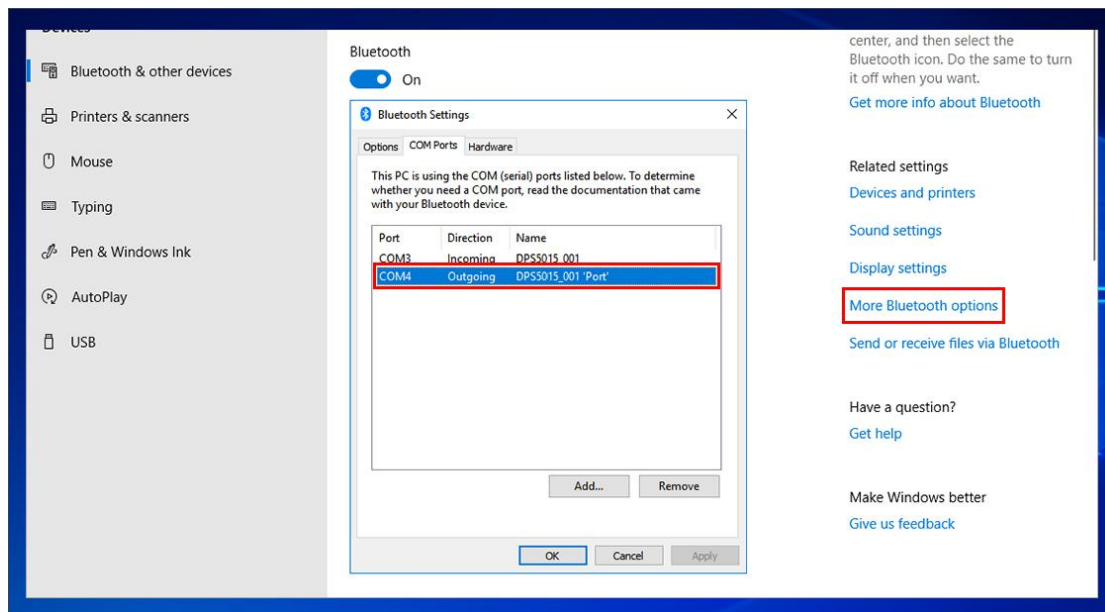 Devices
Bluetooth & other devices
Printers & scanners
Mouse
Typing
Pen & Windows Ink
AutoPlay
USB
Bluetooth
On
Bluetooth Settings
Options COM Ports Hardware
This PC is using the COM (serial) ports listed below. To determine
whether you need a COM port, read the documentation that came
with your Bluetooth device.
Port Direction Name
COM3 Incoming DPS5015_001
COM4 Outgoing DPS5015_001 'Port'
Add... Remove
OK Cancel Apply
center, and then select the
Bluetooth icon. Do the same to turn
it off when you want.
Get more info about Bluetooth
Related settings
Devices and printers
Sound settings
Display settings
More Bluetooth options
Send or receive files via Bluetooth
Have a question?
Get help
Make Windows better
Give us feedback